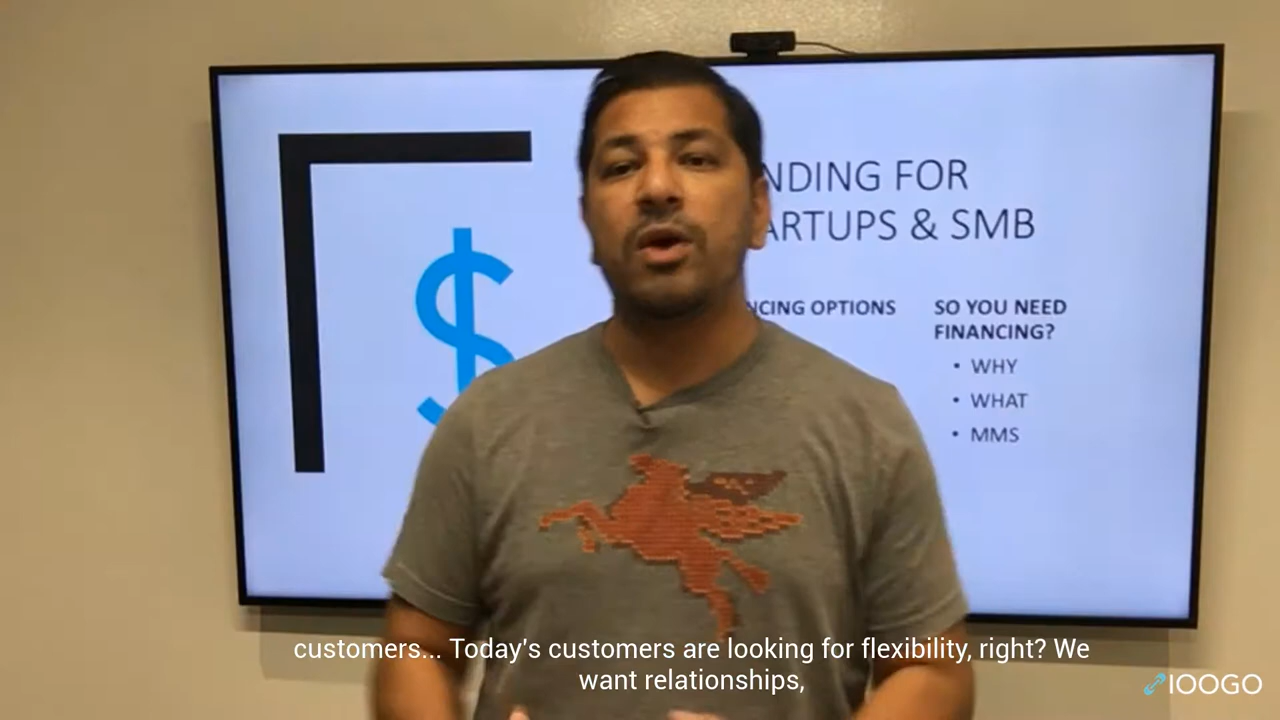 NDING FOR
ARTUPS & SMB
NCING OPTIONS
SO YOU NEED
FINANCING?
• WHY
• WHAT
• MMS
customers... Today's customers are looking for flexibility, right? We
want relationships,
IOOGO